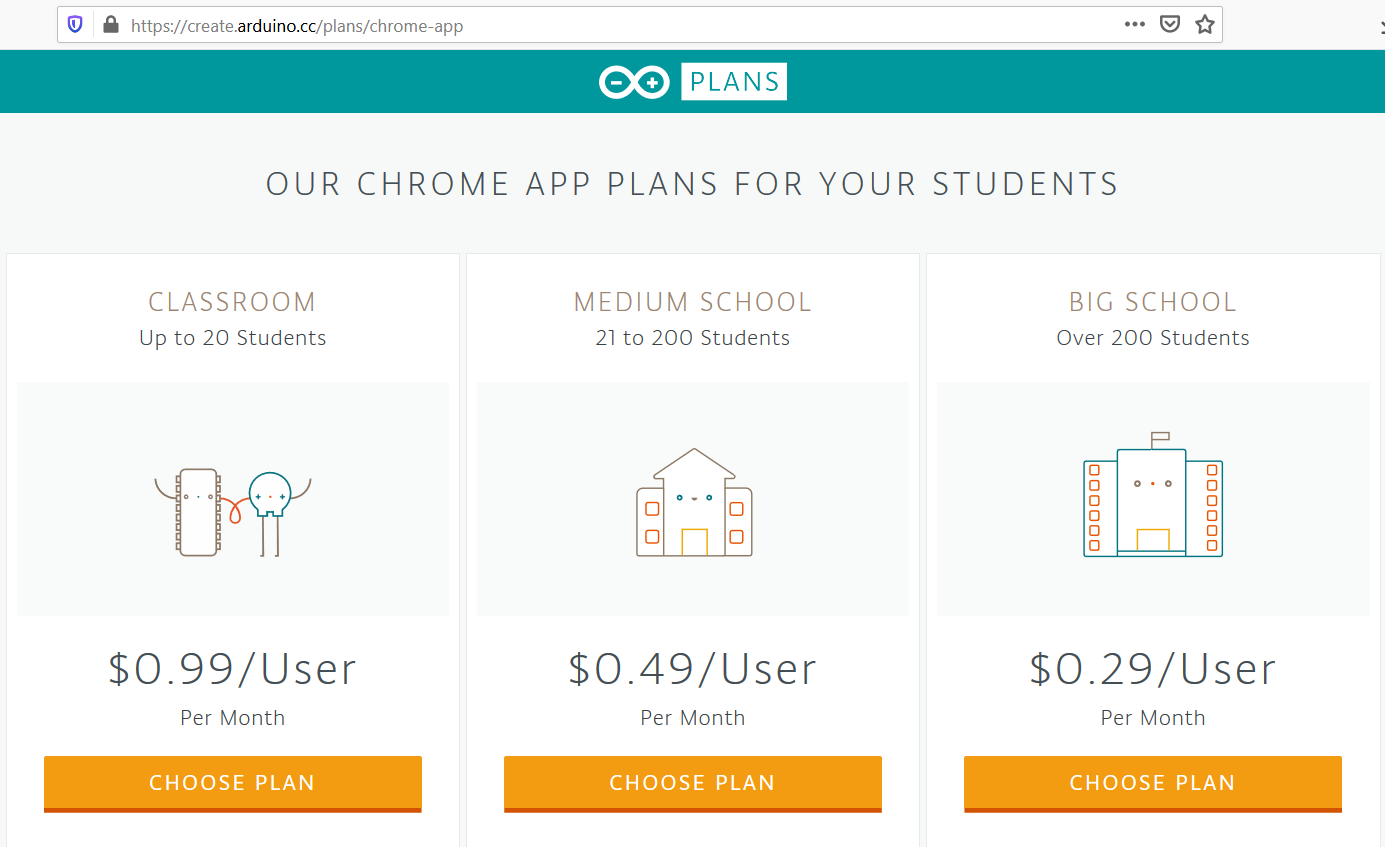 https://create.arduino.cc/plans/chrome-app
PLANS
OUR CHROME APP PLANS FOR YOUR STUDENTS
CLASSROOM
Up to 20 Students
$0.99/User
Per Month
CHOOSE PLAN
MEDIUM SCHOOL
21 to 200 Students
$0.49/User
Per Month
CHOOSE PLAN
BIG SCHOOL
Over 200 Students
$0.29/User
Per Month
CHOOSE PLAN